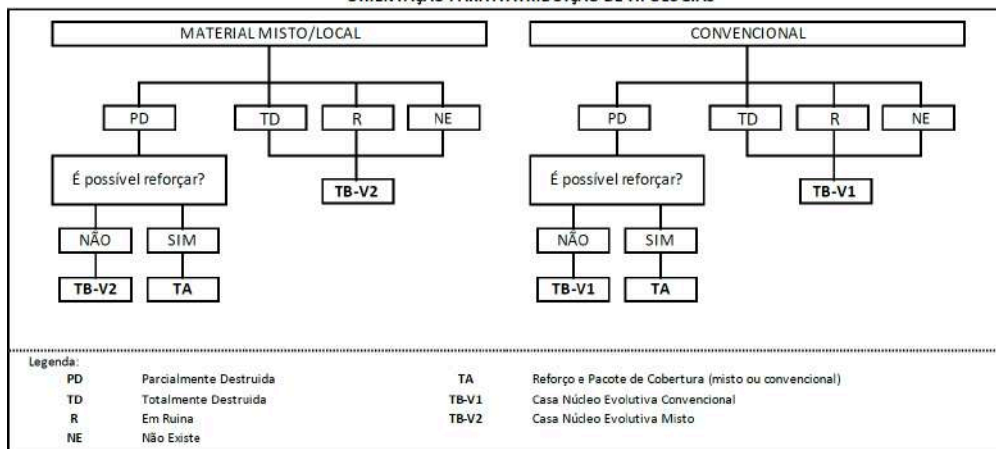 MATERIAL MISTO/LOCAL
CONVENCIONAL
PD
TD
R
NE
PD
TD
R
NE
É possível reforçar?
TB-V2
É possível reforçar?
TB-V1
NÃO
SIM
NÃO
SIM
TB-V2
TA
TB-V1
TA
Legenda:
PD Parcialmente Destruida
TD Totalmente Destruida
R Em Ruina
NE Não Existe
TA Reforço e Pacote de Cobertura (misto ou convencional)
TB-V1 Casa Núcleo Evolutiva Convencional
TB-V2 Casa Núcleo Evolutiva Misto